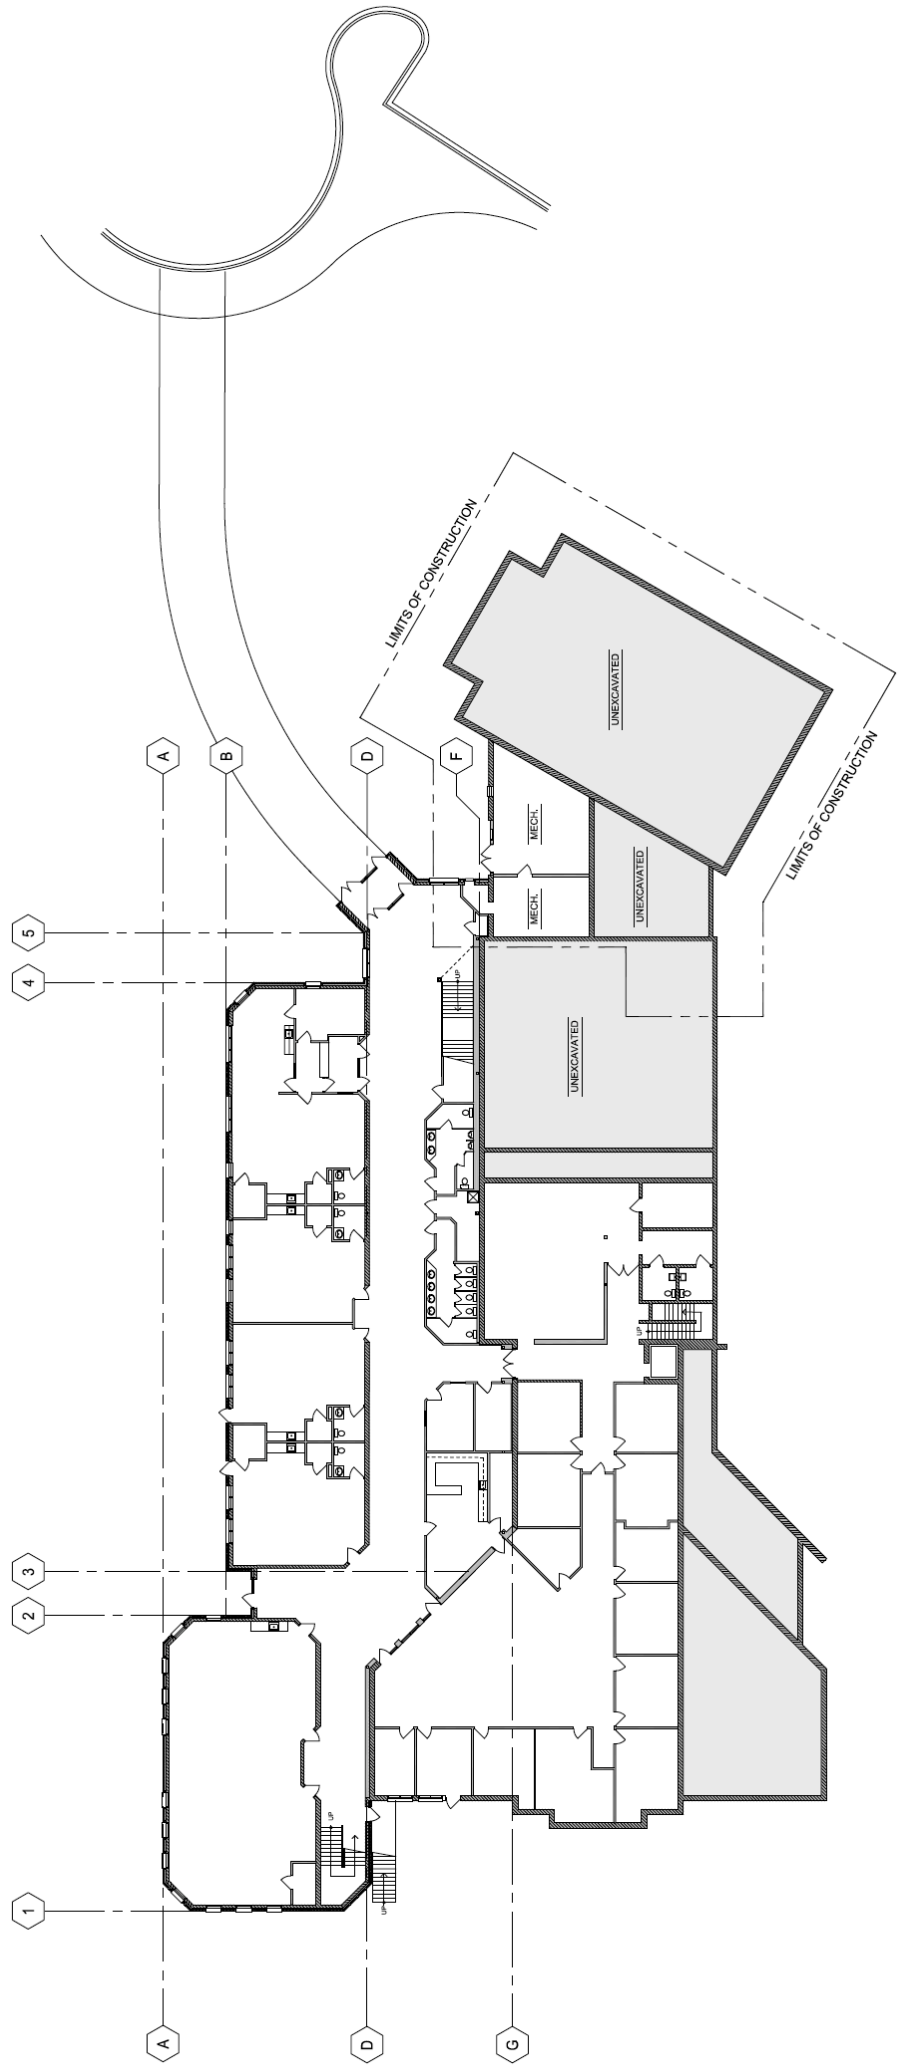 LIMITS OF CONSTRUCTION
UNEXCAVATED
A
B
D
F
LIMITS OF CONSTRUCTION
MECH.
UNEXCAVATED
MECH.
5
4
UP
UNEXCAVATED
UP
3
2
UP
1
UP
A
D
G